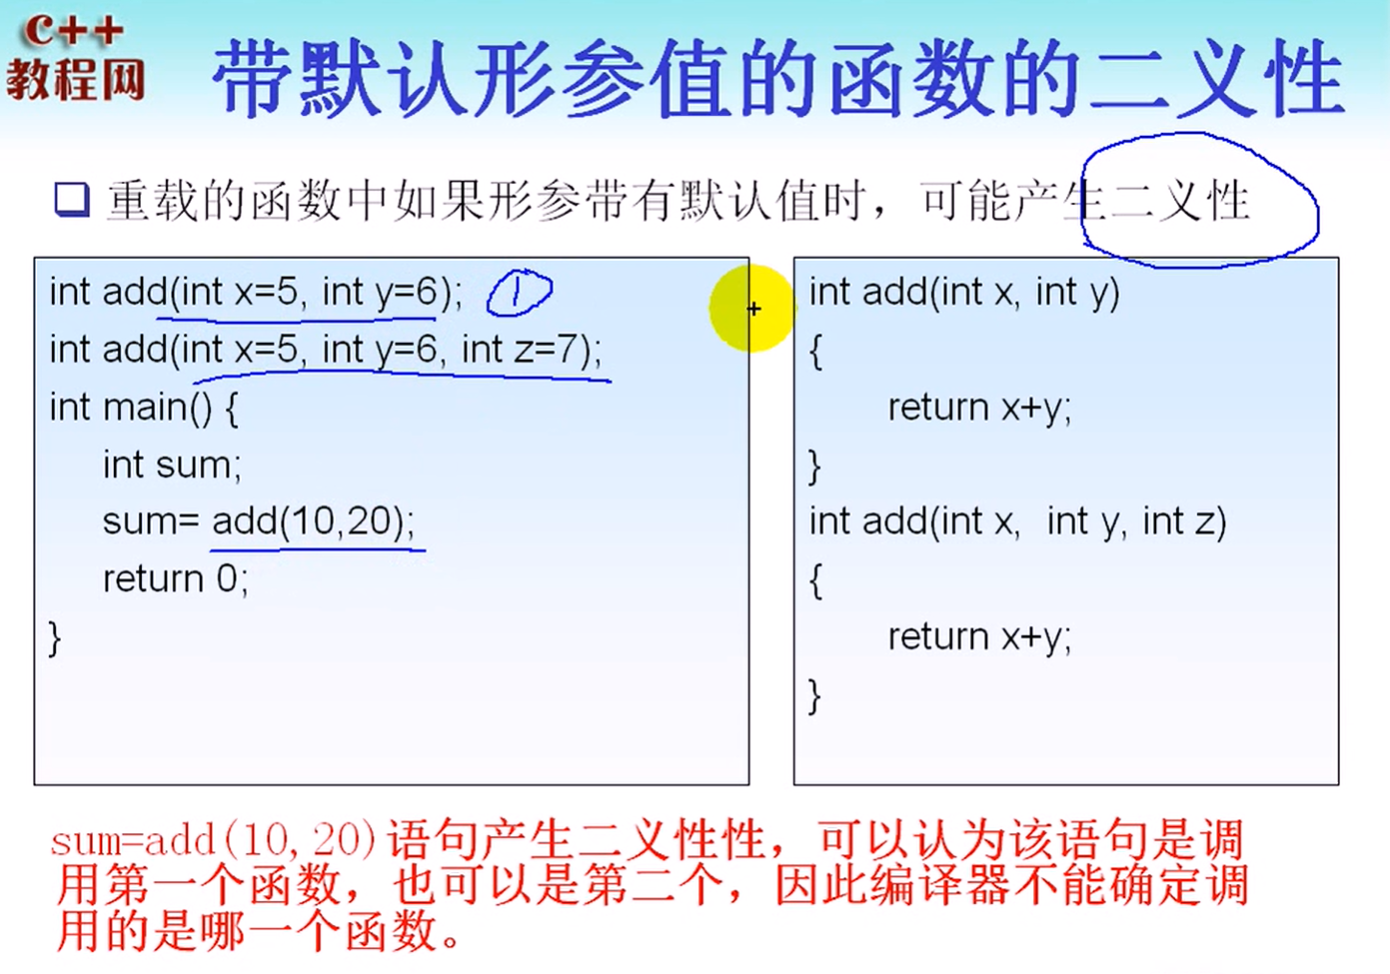 C++
教程网
带默认形参值的函数的二义性
重载的函数中如果形参带有默认值时，可能产生二义性
int add(int x=5, int y=6); 1
int add(int x=5, int y=6, int z=7);
int main() {
int sum;
sum= add(10,20);
return 0;
}
int add(int x, int y)
{
return x+y;
}
int add(int x, int y, int z)
{
return x+y;
}
sum=add(10,20)语句产生二义性性，可以认为该语句是调
用第一个函数，也可以是第二个，因此编译器不能确定调
用的是哪一个函数。